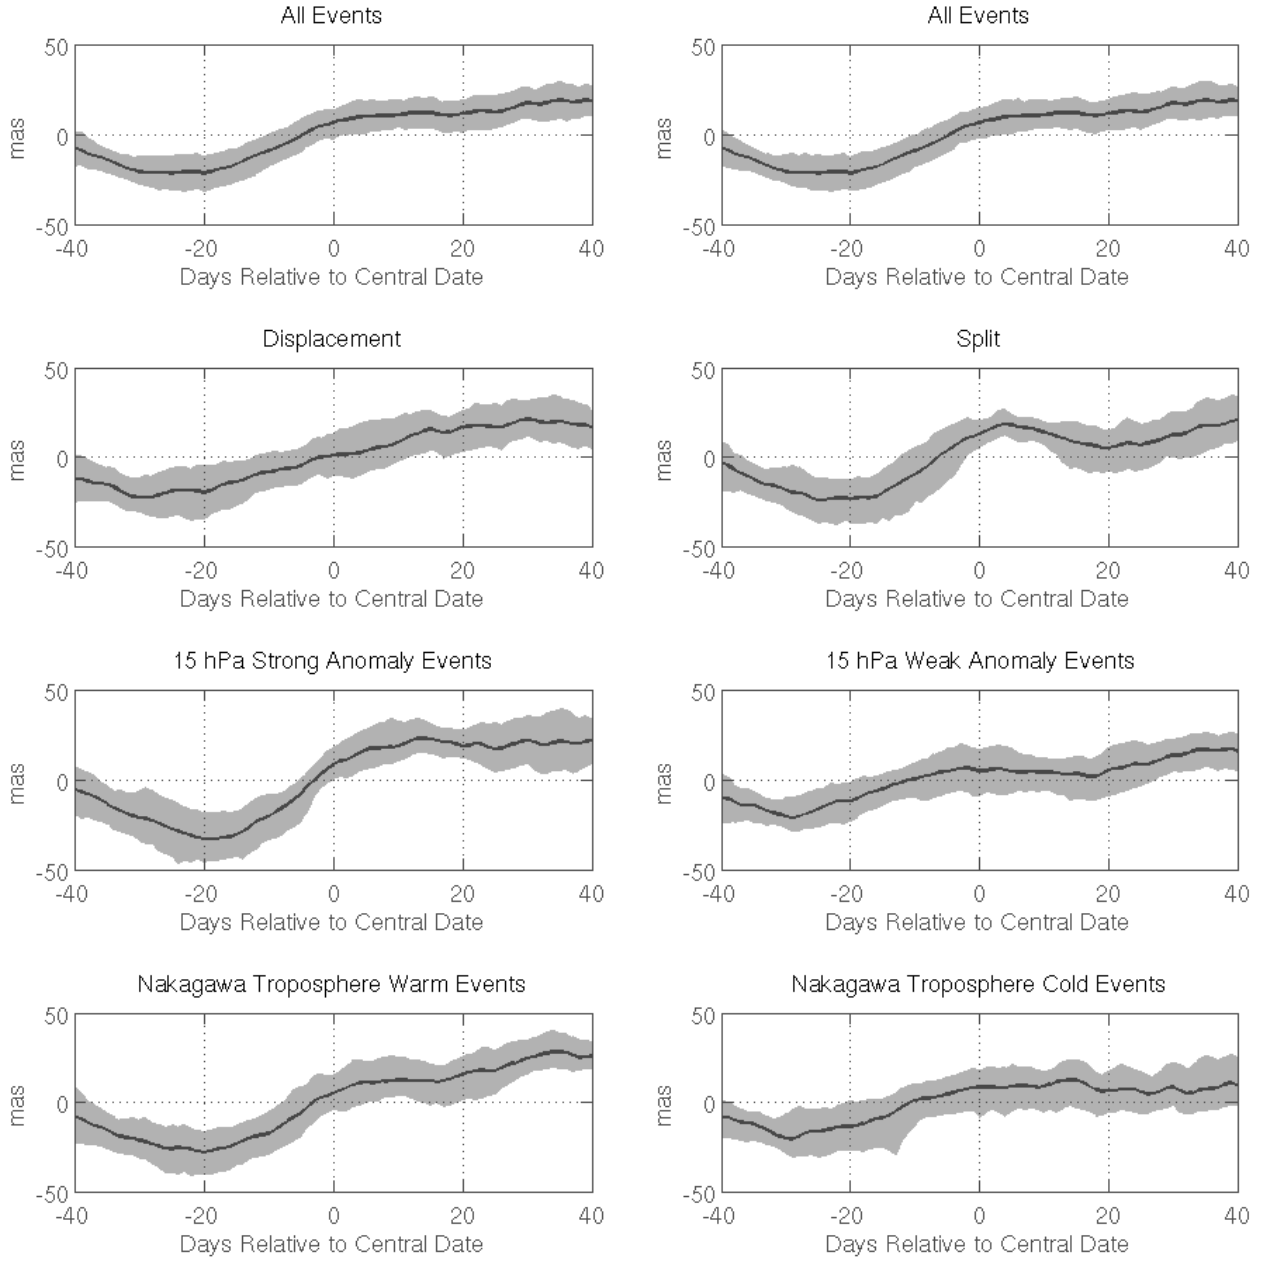 All Events
All Events
50
0
-50
mas
-40 -20 0 20 40
Days Relative to Central Date
50
0
-50
mas
-40 -20 0 20 40
Days Relative to Central Date
Displacement
Split
50
0
-50
mas
-40 -20 0 20 40
Days Relative to Central Date
50
0
-50
mas
-40 -20 0 20 40
Days Relative to Central Date
15 hPa Strong Anomaly Events
15 hPa Weak Anomaly Events
50
0
-50
mas
-40 -20 0 20 40
Days Relative to Central Date
50
0
-50
mas
-40 -20 0 20 40
Days Relative to Central Date
Nakagawa Troposphere Warm Events
Nakagawa Troposphere Cold Events
50
0
-50
mas
-40 -20 0 20 40
Days Relative to Central Date
50
0
-50
mas
-40 -20 0 20 40
Days Relative to Central Date